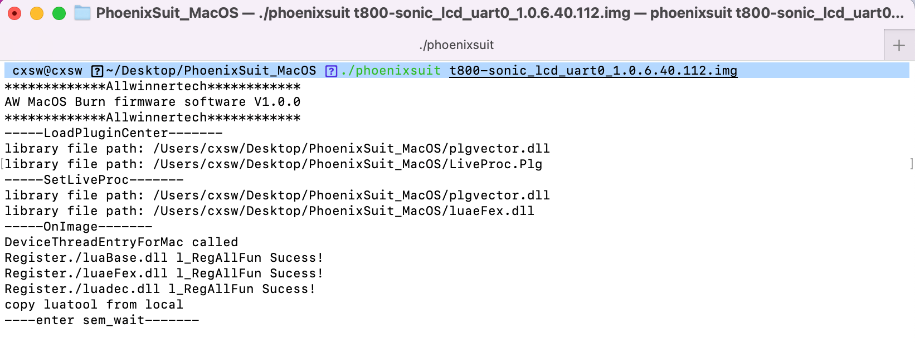 PhoenixSuit_MacOS — ./phoenixsuit t800-sonic_lcd_uart0_1.0.6.40.112.img — phoenixsuit t800-sonic_lcd_uart0...
./phoenixsuit
cxsw@cxsw ~/Desktop/PhoenixSuit_MacOS ./phoenixsuit t800-sonic_lcd_uart0_1.0.6.40.112.img
*************Allwinnertech************
AW MacOS Burn firmware software V1.0.0
*************Allwinnertech************
-----LoadPluginCenter-------
library file path: /Users/cxsw/Desktop/PhoenixSuit_MacOS/plgvector.dll
library file path: /Users/cxsw/Desktop/PhoenixSuit_MacOS/LiveProc.Plg
-----SetLiveProc-------
library file path: /Users/cxsw/Desktop/PhoenixSuit_MacOS/plgvector.dll
library file path: /Users/cxsw/Desktop/PhoenixSuit_MacOS/luaeFex.dll
-----OnImage-------
DeviceThreadEntryForMac called
Register./luaBase.dll l_RegAllFun Sucess!
Register./luaeFex.dll l_RegAllFun Sucess!
Register./luadec.dll l_RegAllFun Sucess!
copy luatool from local
----enter sem_wait-------